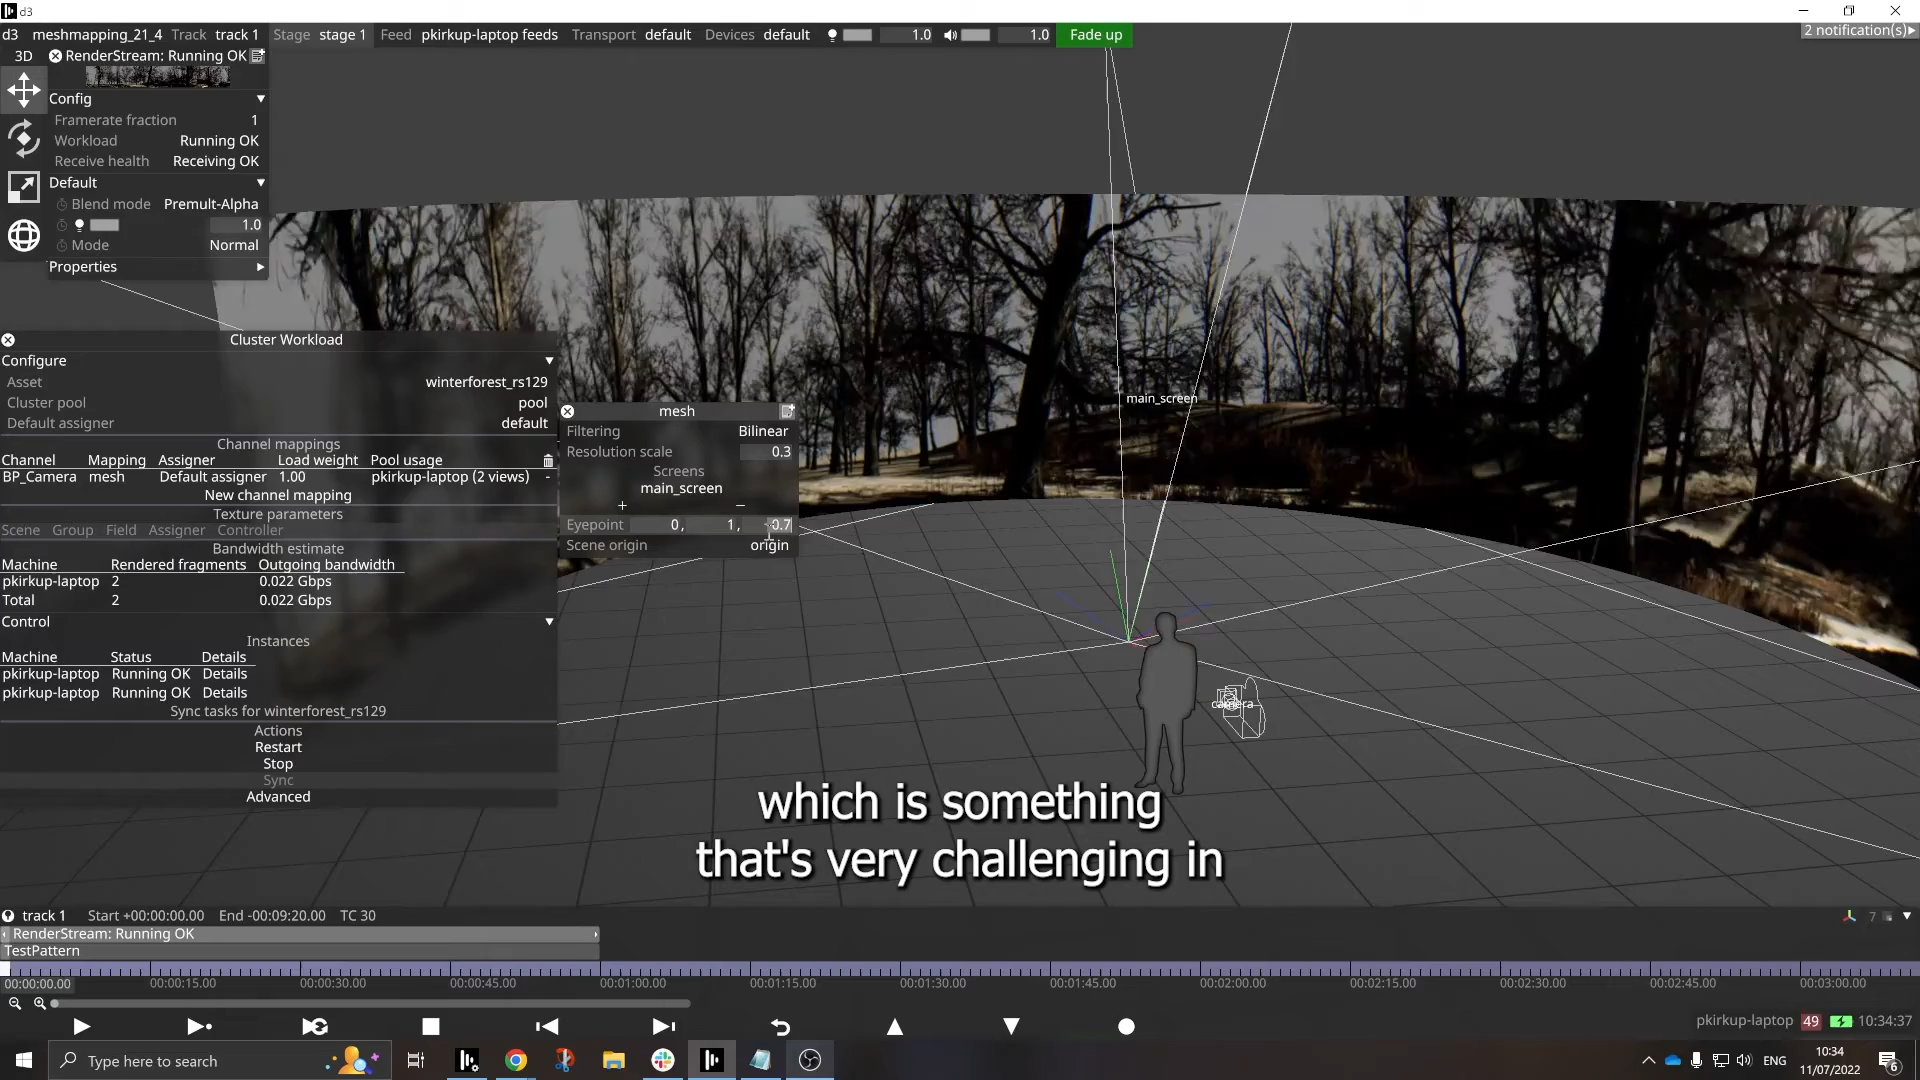 d3
d3 meshmapping_21_4 Track track 1 Stage stage 1 Feed pkirkup-laptop feeds Transport default Devices default 1.0 1.0 Fade up
2 notification(s)
3D RenderStream: Running OK
Config
Framerate fraction 1
Workload Running OK
Receive health Receiving OK
Default
Blend mode Premult-Alpha
1.0
Mode Normal
Properties
Cluster Workload
Configure
Asset winterforest_rs129
Cluster pool pool
Default assigner default
Channel mappings
Channel Mapping Assigner Load weight Pool usage
BP_Camera mesh Default assigner 1.00 pkirkup-laptop (2 views) -
New channel mapping
Texture parameters
Scene Group Field Assigner Controller
Bandwidth estimate
Machine Rendered fragments Outgoing bandwidth
pkirkup-laptop 2 0.022 Gbps
Total 2 0.022 Gbps
Control
Instances
Machine Status Details
pkirkup-laptop Running OK Details
pkirkup-laptop Running OK Details
Sync tasks for winterforest_rs129
Actions
Restart
Stop
Sync
Advanced
mesh
Filtering Bilinear
Resolution scale 0.3
Screens
main_screen
+ -
Eyepoint 0, 1, -0.7
Scene origin origin
main_screen
camera
which is something
that's very challenging in
track 1 Start +00:00:00.00 End -00:09:20.00 TC 30
7
RenderStream: Running OK
TestPattern
00:00:00.00 00:00:15.00 00:00:30.00 00:00:45.00 00:01:00.00 00:01:15.00 00:01:30.00 00:01:45.00 00:02:00.00 00:02:15.00 00:02:30.00 00:02:45.00 00:03:00.00
pkirkup-laptop 49 10:34:37
Type here to search
ENG
10:34
11/07/2022
6